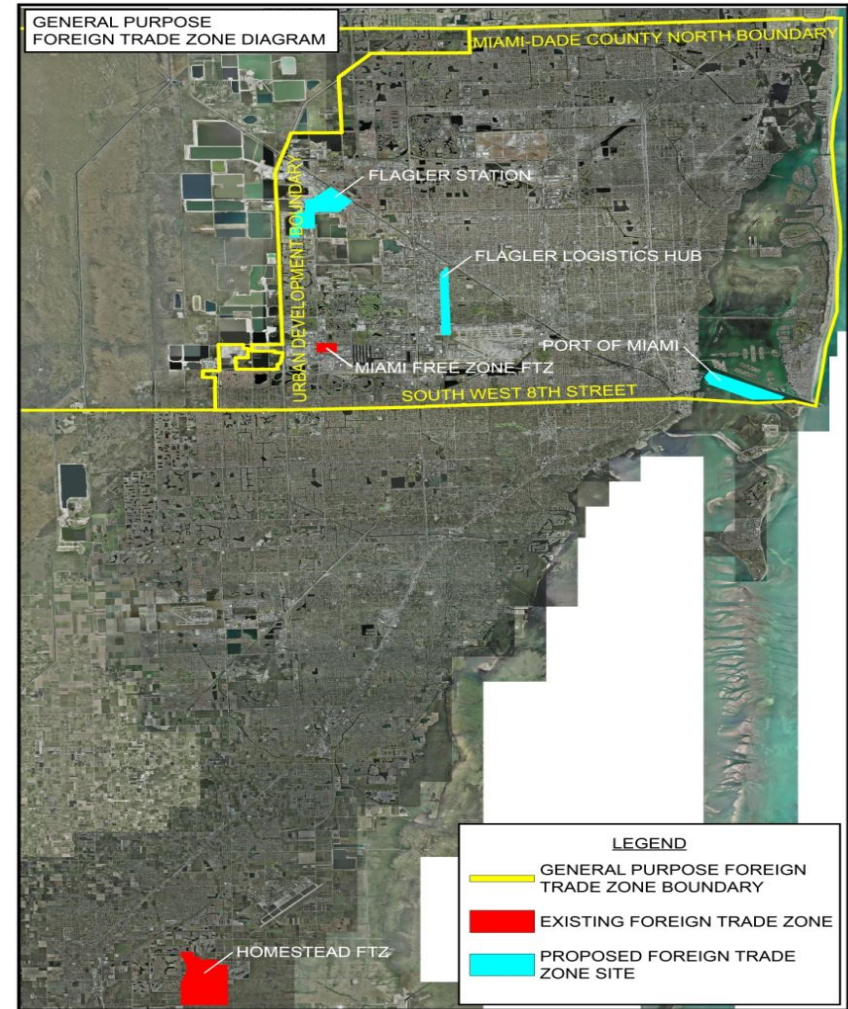 GENERAL PURPOSE
FOREIGN TRADE ZONE DIAGRAM
MIAMI-DADE COUNTY NORTH BOUNDARY
FLAGLER STATION
URBAN DEVELOPMENT BOUNDARY
FLAGLER LOGISTICS HUB
PORT OF MIAMI
MIAMI FREE ZONE-FTZ
SOUTH WEST 8TH STREET
LEGEND
GENERAL PURPOSE FOREIGN
TRADE ZONE BOUNDARY
EXISTING FOREIGN TRADE ZONE
PROPOSED FOREIGN TRADE
ZONE SITE
HOMESTEAD FTZ